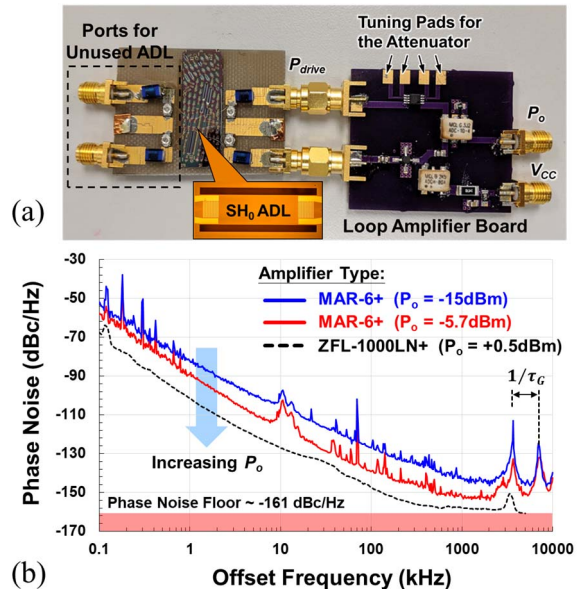 Ports for
Unused ADL
Tuning Pads for
the Attenuator
P_drive
P_o
V_CC
SH₀ ADL
Loop Amplifier Board
(a)
Amplifier Type:
MAR-6+ (P_o = -15dBm)
MAR-6+ (P_o = -5.7dBm)
ZFL-1000LN+ (P_o = +0.5dBm)
1/τ_G
Increasing P_o
Phase Noise Floor ~ -161 dBc/Hz
Phase Noise (dBc/Hz)
-30
-50
-70
-90
-110
-130
-150
-170
0.1 1 10 100 1000 10000
Offset Frequency (kHz)
(b)